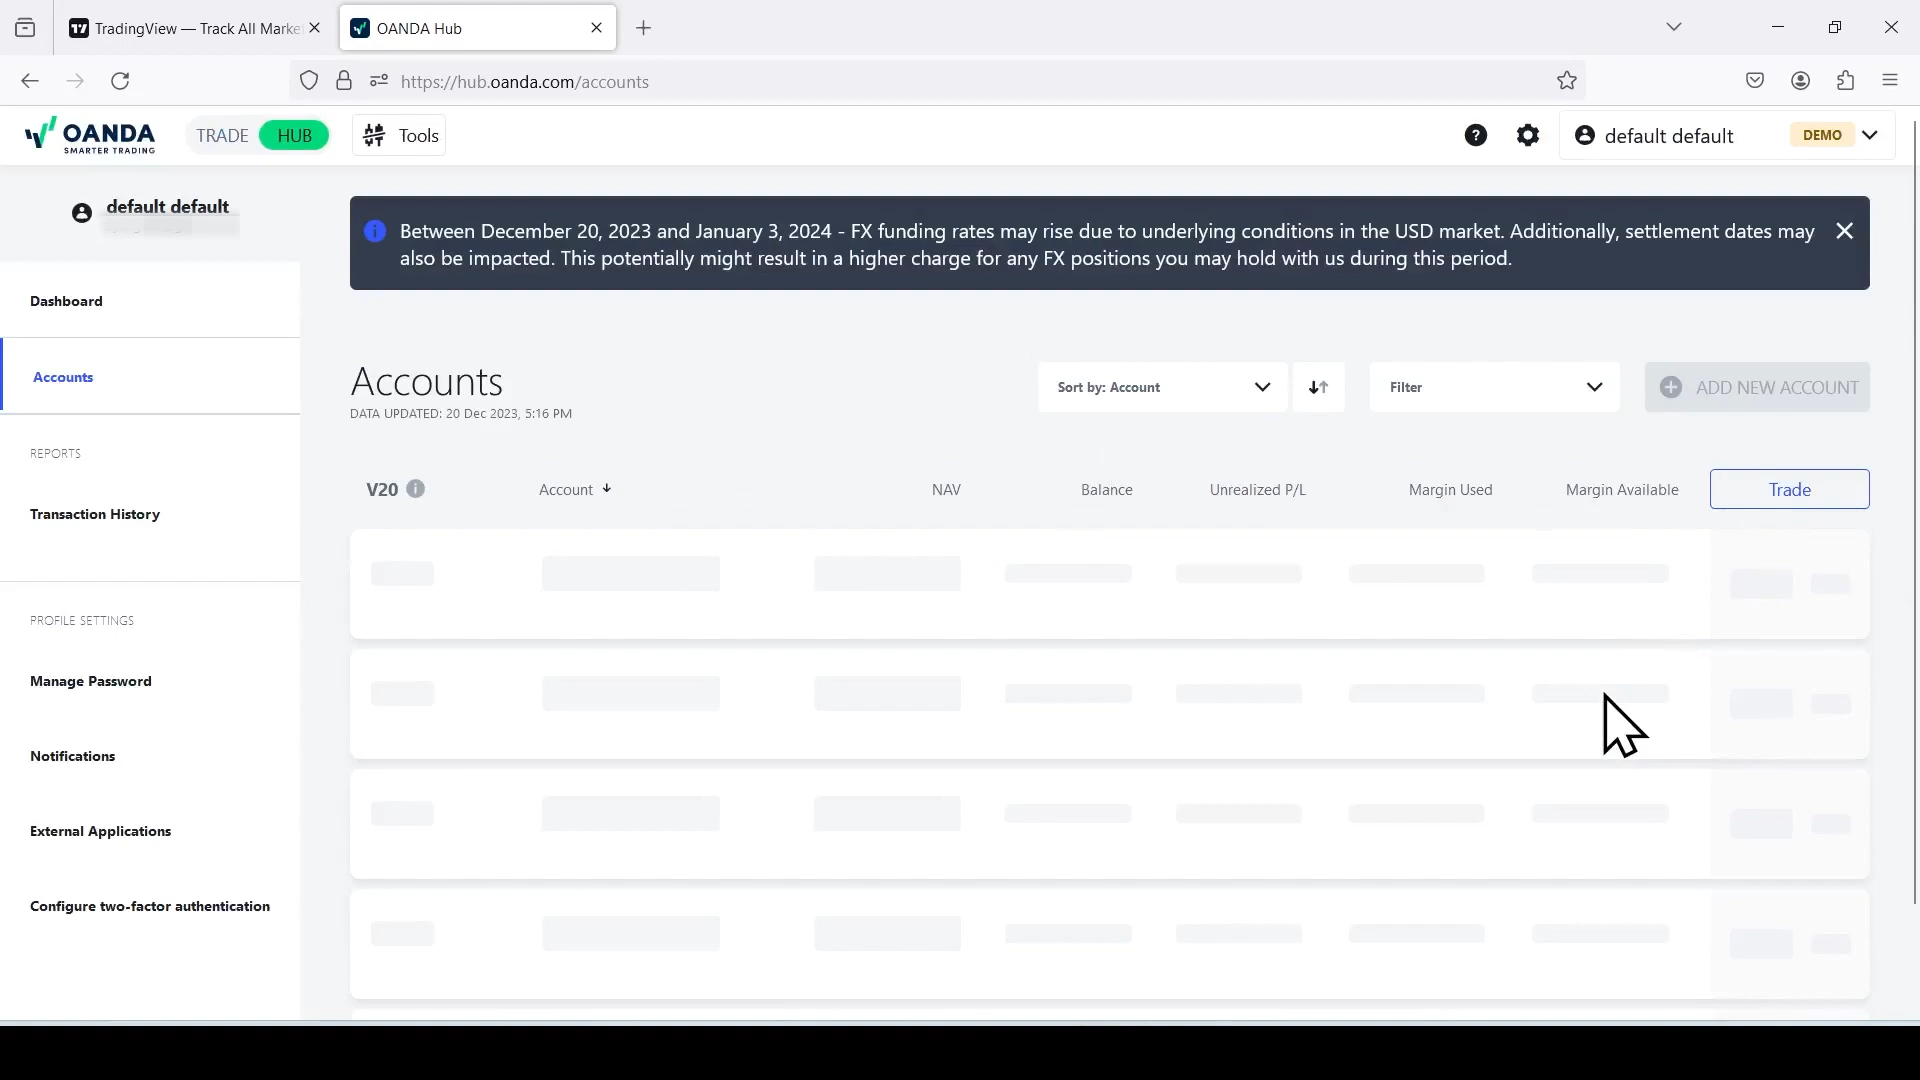 TradingView — Track All Marke
OANDA Hub
https://hub.oanda.com/accounts
OANDA
SMARTER TRADING
TRADE
HUB
Tools
?
default default
DEMO
default default
Between December 20, 2023 and January 3, 2024 - FX funding rates may rise due to underlying conditions in the USD market. Additionally, settlement dates may
also be impacted. This potentially might result in a higher charge for any FX positions you may hold with us during this period.
Dashboard
Accounts
REPORTS
Transaction History
PROFILE SETTINGS
Manage Password
Notifications
External Applications
Configure two-factor authentication
Accounts
DATA UPDATED: 20 Dec 2023, 5:16 PM
Sort by: Account
Filter
ADD NEW ACCOUNT
V20
Account
NAV
Balance
Unrealized P/L
Margin Used
Margin Available
Trade